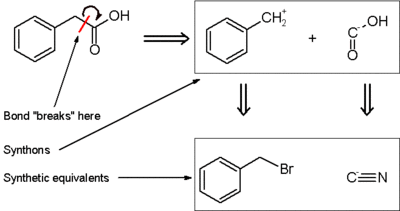 OH
O
CH2+
+
C- OH
O
Bond "breaks" here
Synthons
Synthetic equivalents
Br
C-≡N